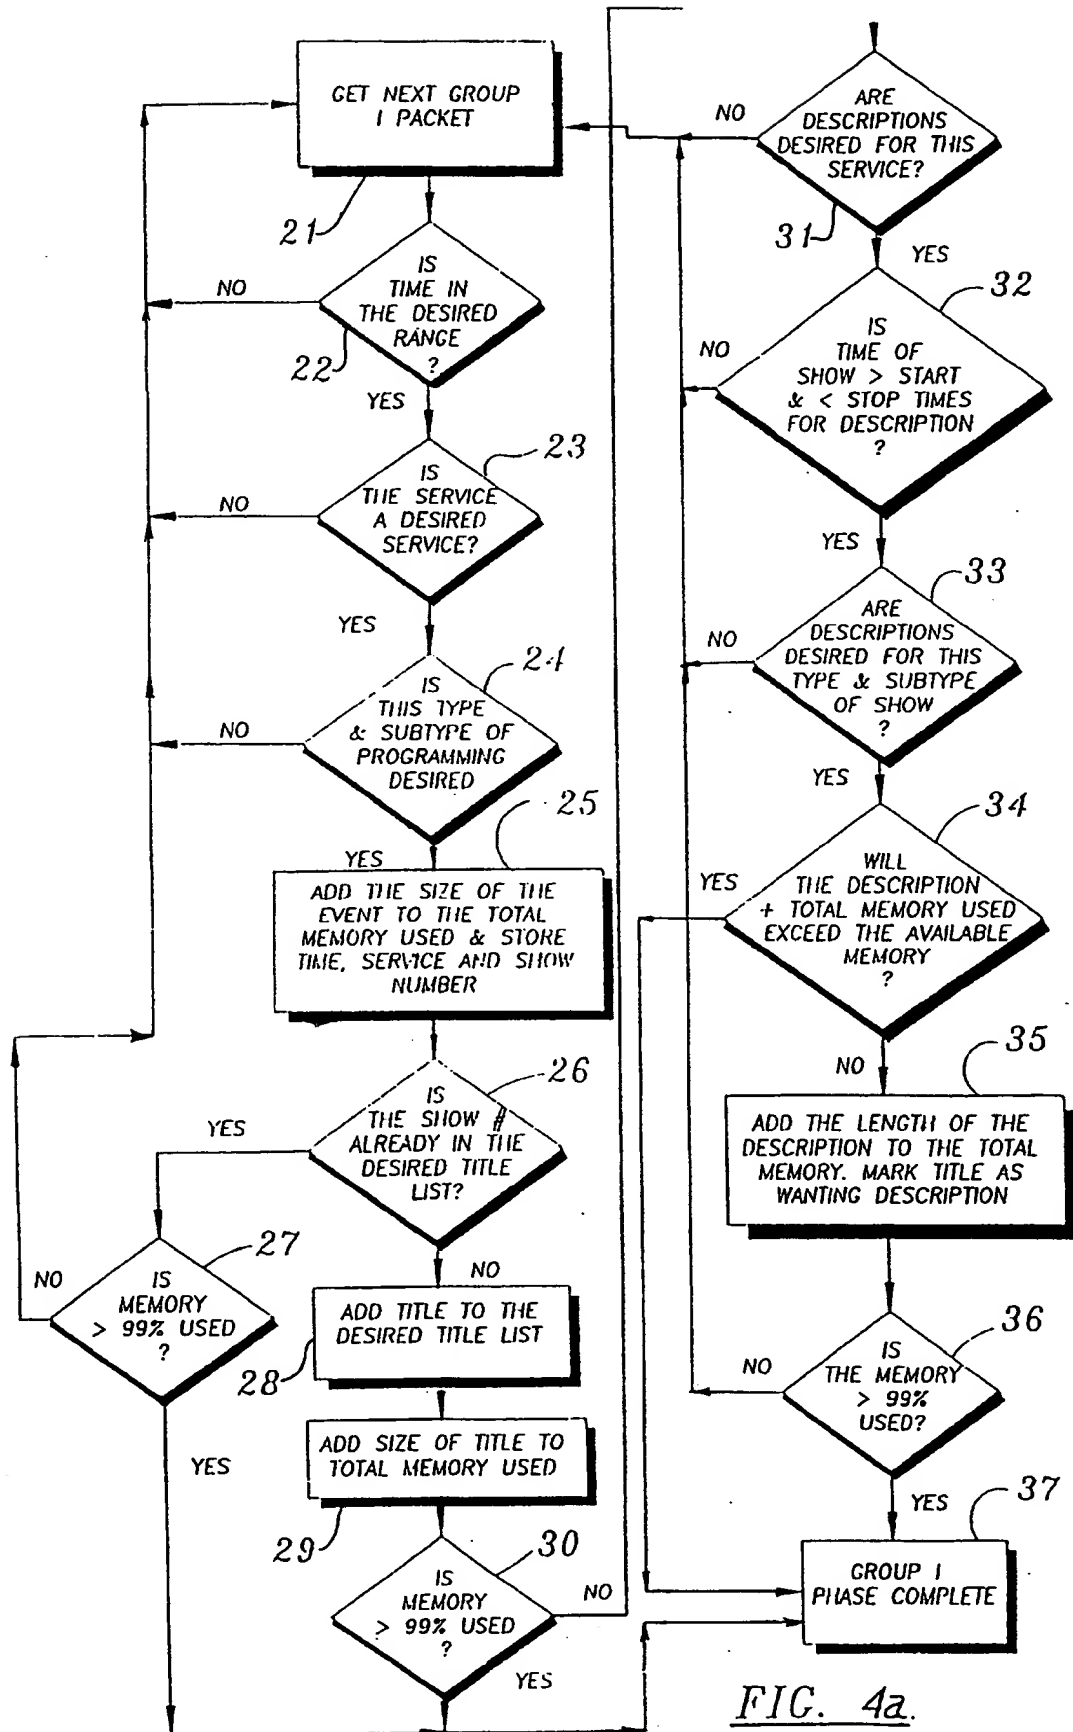 GET NEXT GROUP
I PACKET
21
IS
TIME IN
THE DESIRED
RANGE
?
22
NO
YES
IS
THE SERVICE
A DESIRED
SERVICE?
23
NO
YES
IS
THIS TYPE
& SUBTYPE OF
PROGRAMMING
DESIRED
24
NO
YES
25
ADD THE SIZE OF THE
EVENT TO THE TOTAL
MEMORY USED & STORE
TIME, SERVICE AND SHOW
NUMBER
26
IS
THE SHOW #
ALREADY IN THE
DESIRED TITLE
LIST?
YES
NO
27
IS
MEMORY
> 99% USED
?
NO
YES
ADD TITLE TO THE
DESIRED TITLE LIST
28
ADD SIZE OF TITLE TO
TOTAL MEMORY USED
29
30
IS
MEMORY
> 99% USED
?
NO
YES
ARE
DESCRIPTIONS
DESIRED FOR THIS
SERVICE?
31
NO
YES
32
IS
TIME OF
SHOW > START
& < STOP TIMES
FOR DESCRIPTION
?
NO
YES
33
ARE
DESCRIPTIONS
DESIRED FOR THIS
TYPE & SUBTYPE
OF SHOW
?
NO
YES
34
WILL
THE DESCRIPTION
+ TOTAL MEMORY USED
EXCEED THE AVAILABLE
MEMORY
?
YES
NO
35
ADD THE LENGTH OF THE
DESCRIPTION TO THE TOTAL
MEMORY. MARK TITLE AS
WANTING DESCRIPTION
36
IS
THE MEMORY
> 99%
USED?
NO
YES
37
GROUP I
PHASE COMPLETE
FIG. 4a.